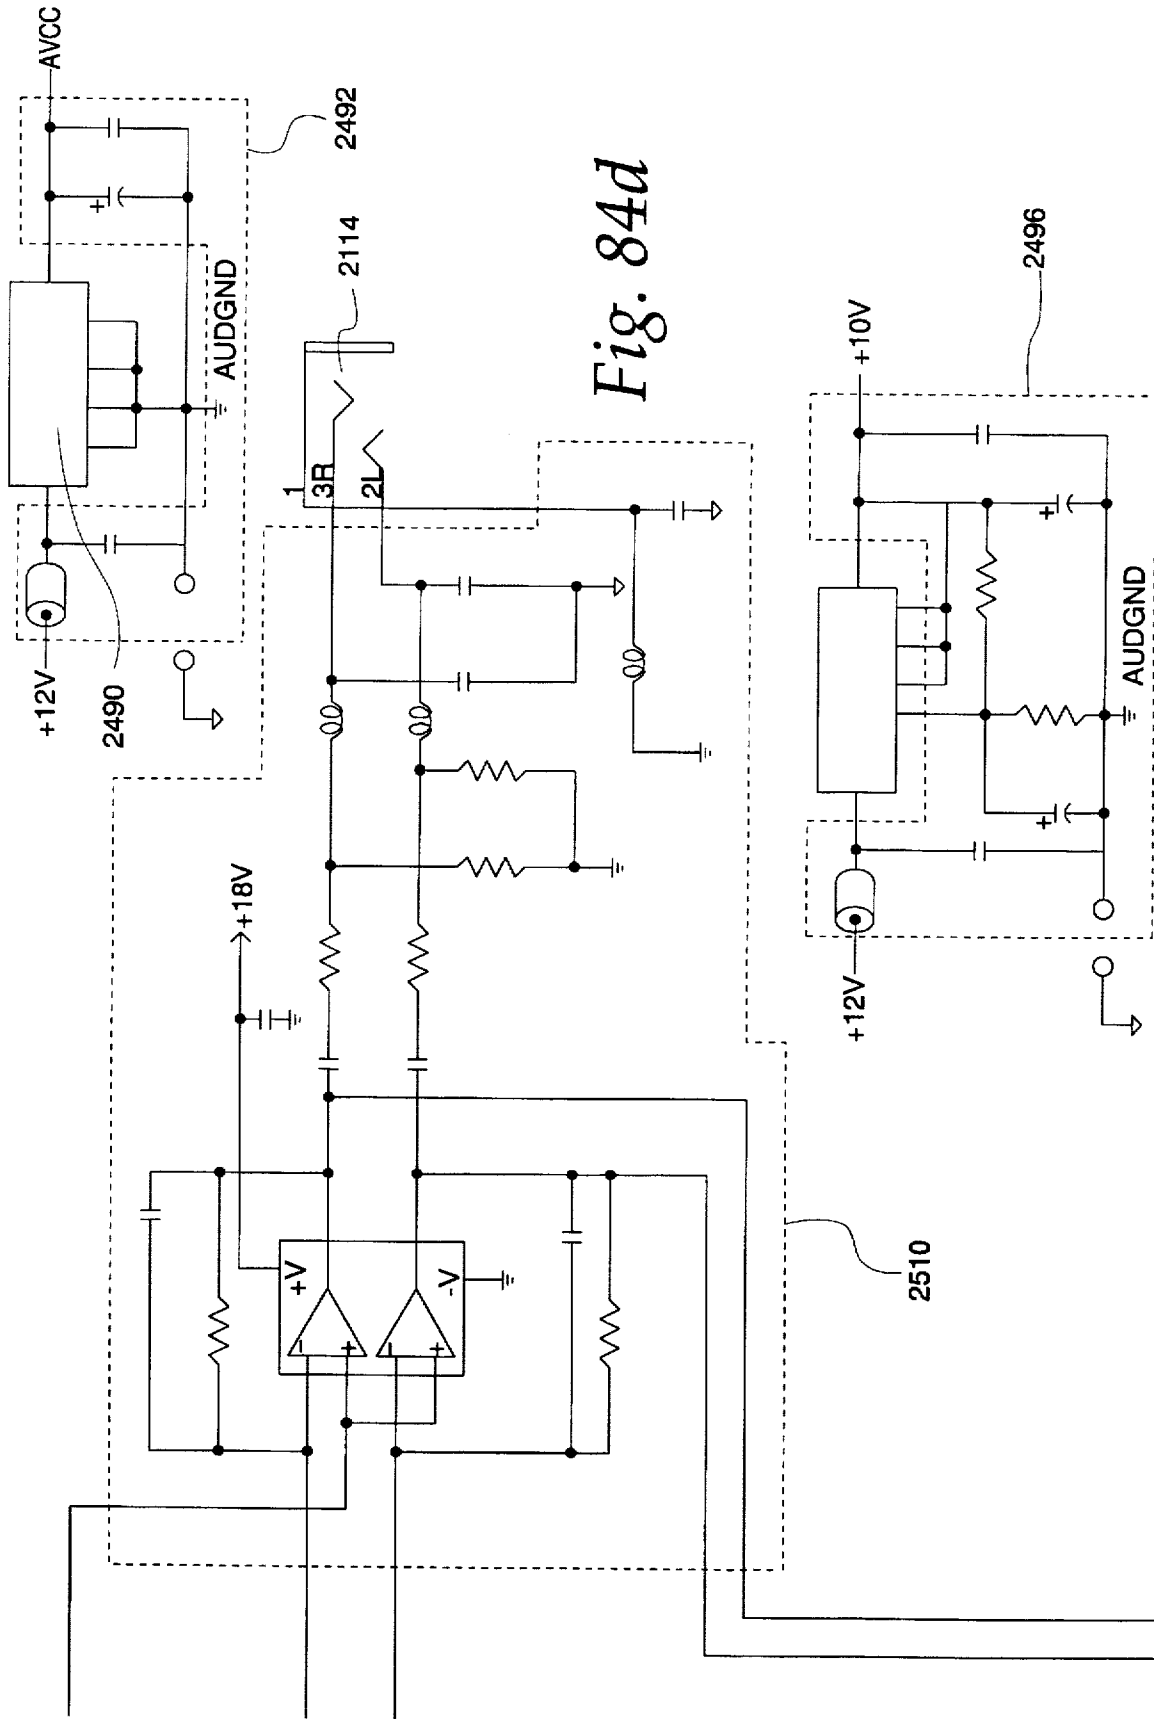 AVCC
2492
+12V
2490
AUDGND
2114
1
3R
2L
Fig. 84d
+18V
+V
-
+
-V
-
+
2510
+10V
2496
+12V
AUDGND
+
+
+